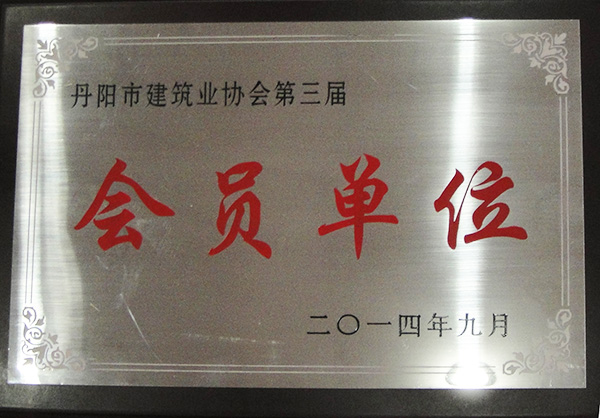 丹阳市建筑业协会第三届
会员单位
二〇一四年九月